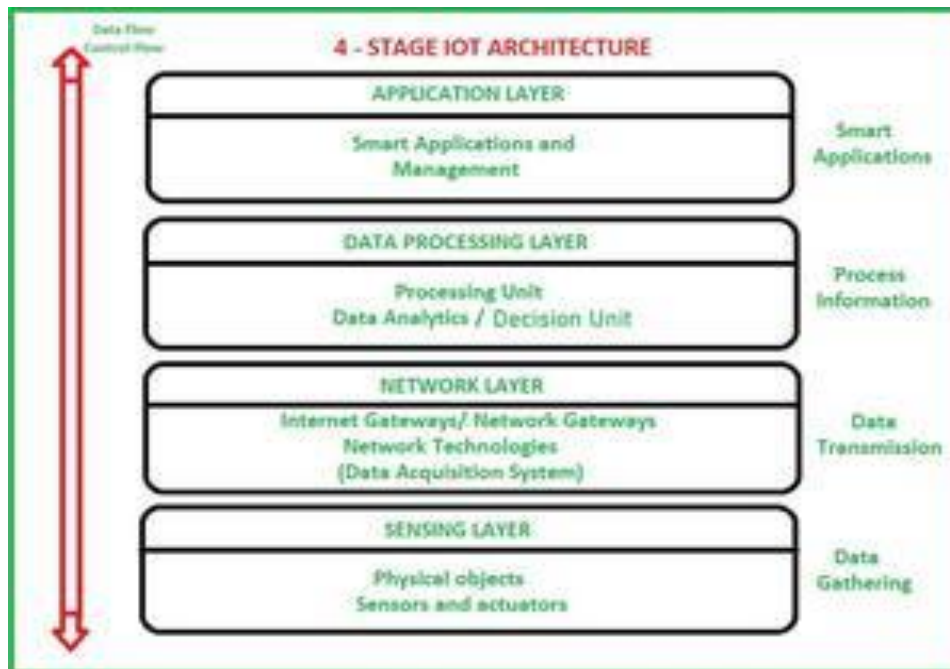 Data Flow
Control Flow
4 - STAGE IOT ARCHITECTURE
APPLICATION LAYER
Smart Applications and
Management
Smart
Applications
DATA PROCESSING LAYER
Processing Unit
Data Analytics / Decision Unit
Process
Information
NETWORK LAYER
Internet Gateways/ Network Gateways
Network Technologies
(Data Acquisition System)
Data
Transmission
SENSING LAYER
Physical objects
Sensors and actuators
Data
Gathering